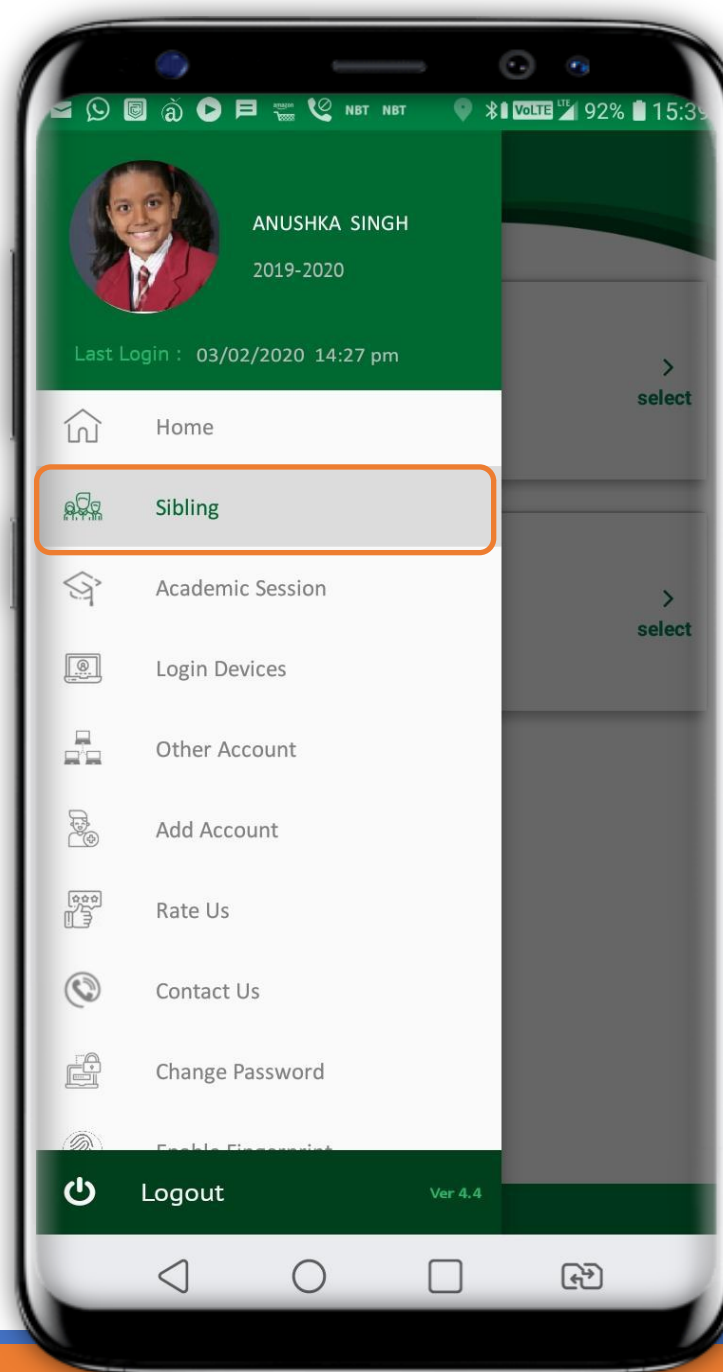 NBT NBT VoLTE LTE 92% 15:39
ANUSHKA SINGH
2019-2020
Last Login : 03/02/2020 14:27 pm
select
Home
Sibling
Academic Session
select
Login Devices
Other Account
Add Account
Rate Us
Contact Us
Change Password
Enable Fingerprint
Logout
Ver 4.4